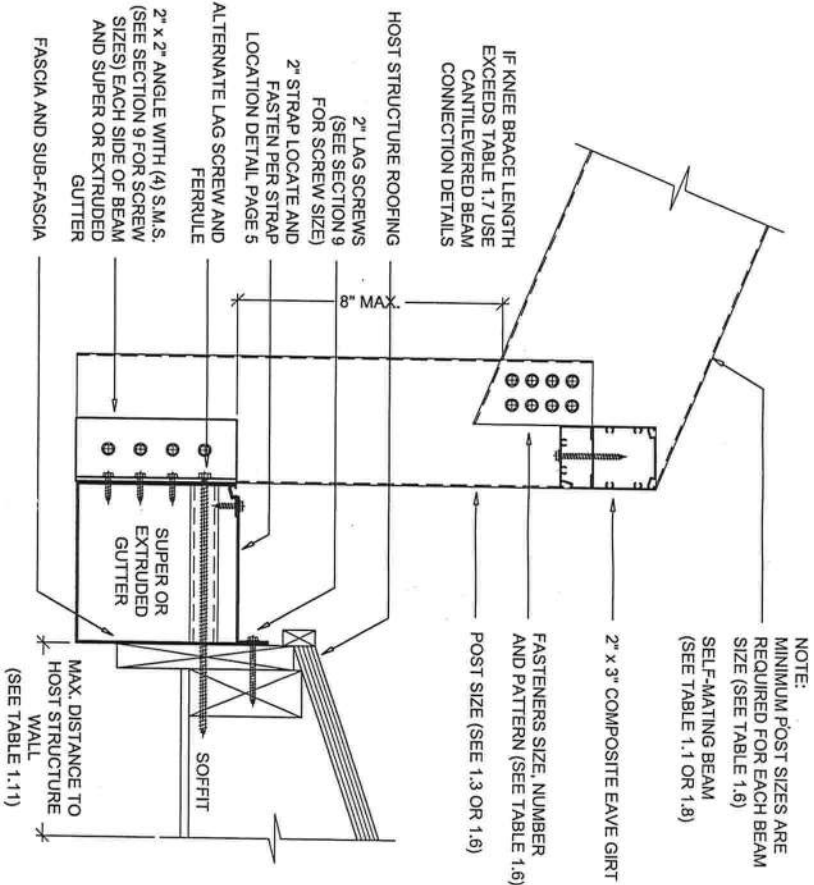 IF KNEE BRACE LENGTH
EXCEEDS TABLE 1.7 USE
CANTILEVERED BEAM
CONNECTION DETAILS
HOST STRUCTURE ROOFING
2" LAG SCREWS
(SEE SECTION 9
FOR SCREW SIZE)
2" STRAP LOCATE AND
FASTEN PER STRAP
LOCATION DETAIL PAGE 5
ALTERNATE LAG SCREW AND
FERRULE
2" x 2" ANGLE WITH (4) S.M.S.
(SEE SECTION 9 FOR SCREW
SIZES) EACH SIDE OF BEAM
AND SUPER OR EXTRUDED
GUTTER
FASCIA AND SUB-FASCIA
8" MAX.
SUPER OR
EXTRUDED
GUTTER
SOFFIT
NOTE:
MINIMUM POST SIZES ARE
REQUIRED FOR EACH BEAM
SIZE (SEE TABLE 1.6)
SELF-MATING BEAM
(SEE TABLE 1.1 OR 1.8)
2" x 3" COMPOSITE EAVE GIRT
FASTENERS SIZE, NUMBER
AND PATTERN (SEE TABLE 1.6)
POST SIZE (SEE 1.3 OR 1.6)
MAX. DISTANCE TO
HOST STRUCTURE
WALL
(SEE TABLE 1.11)